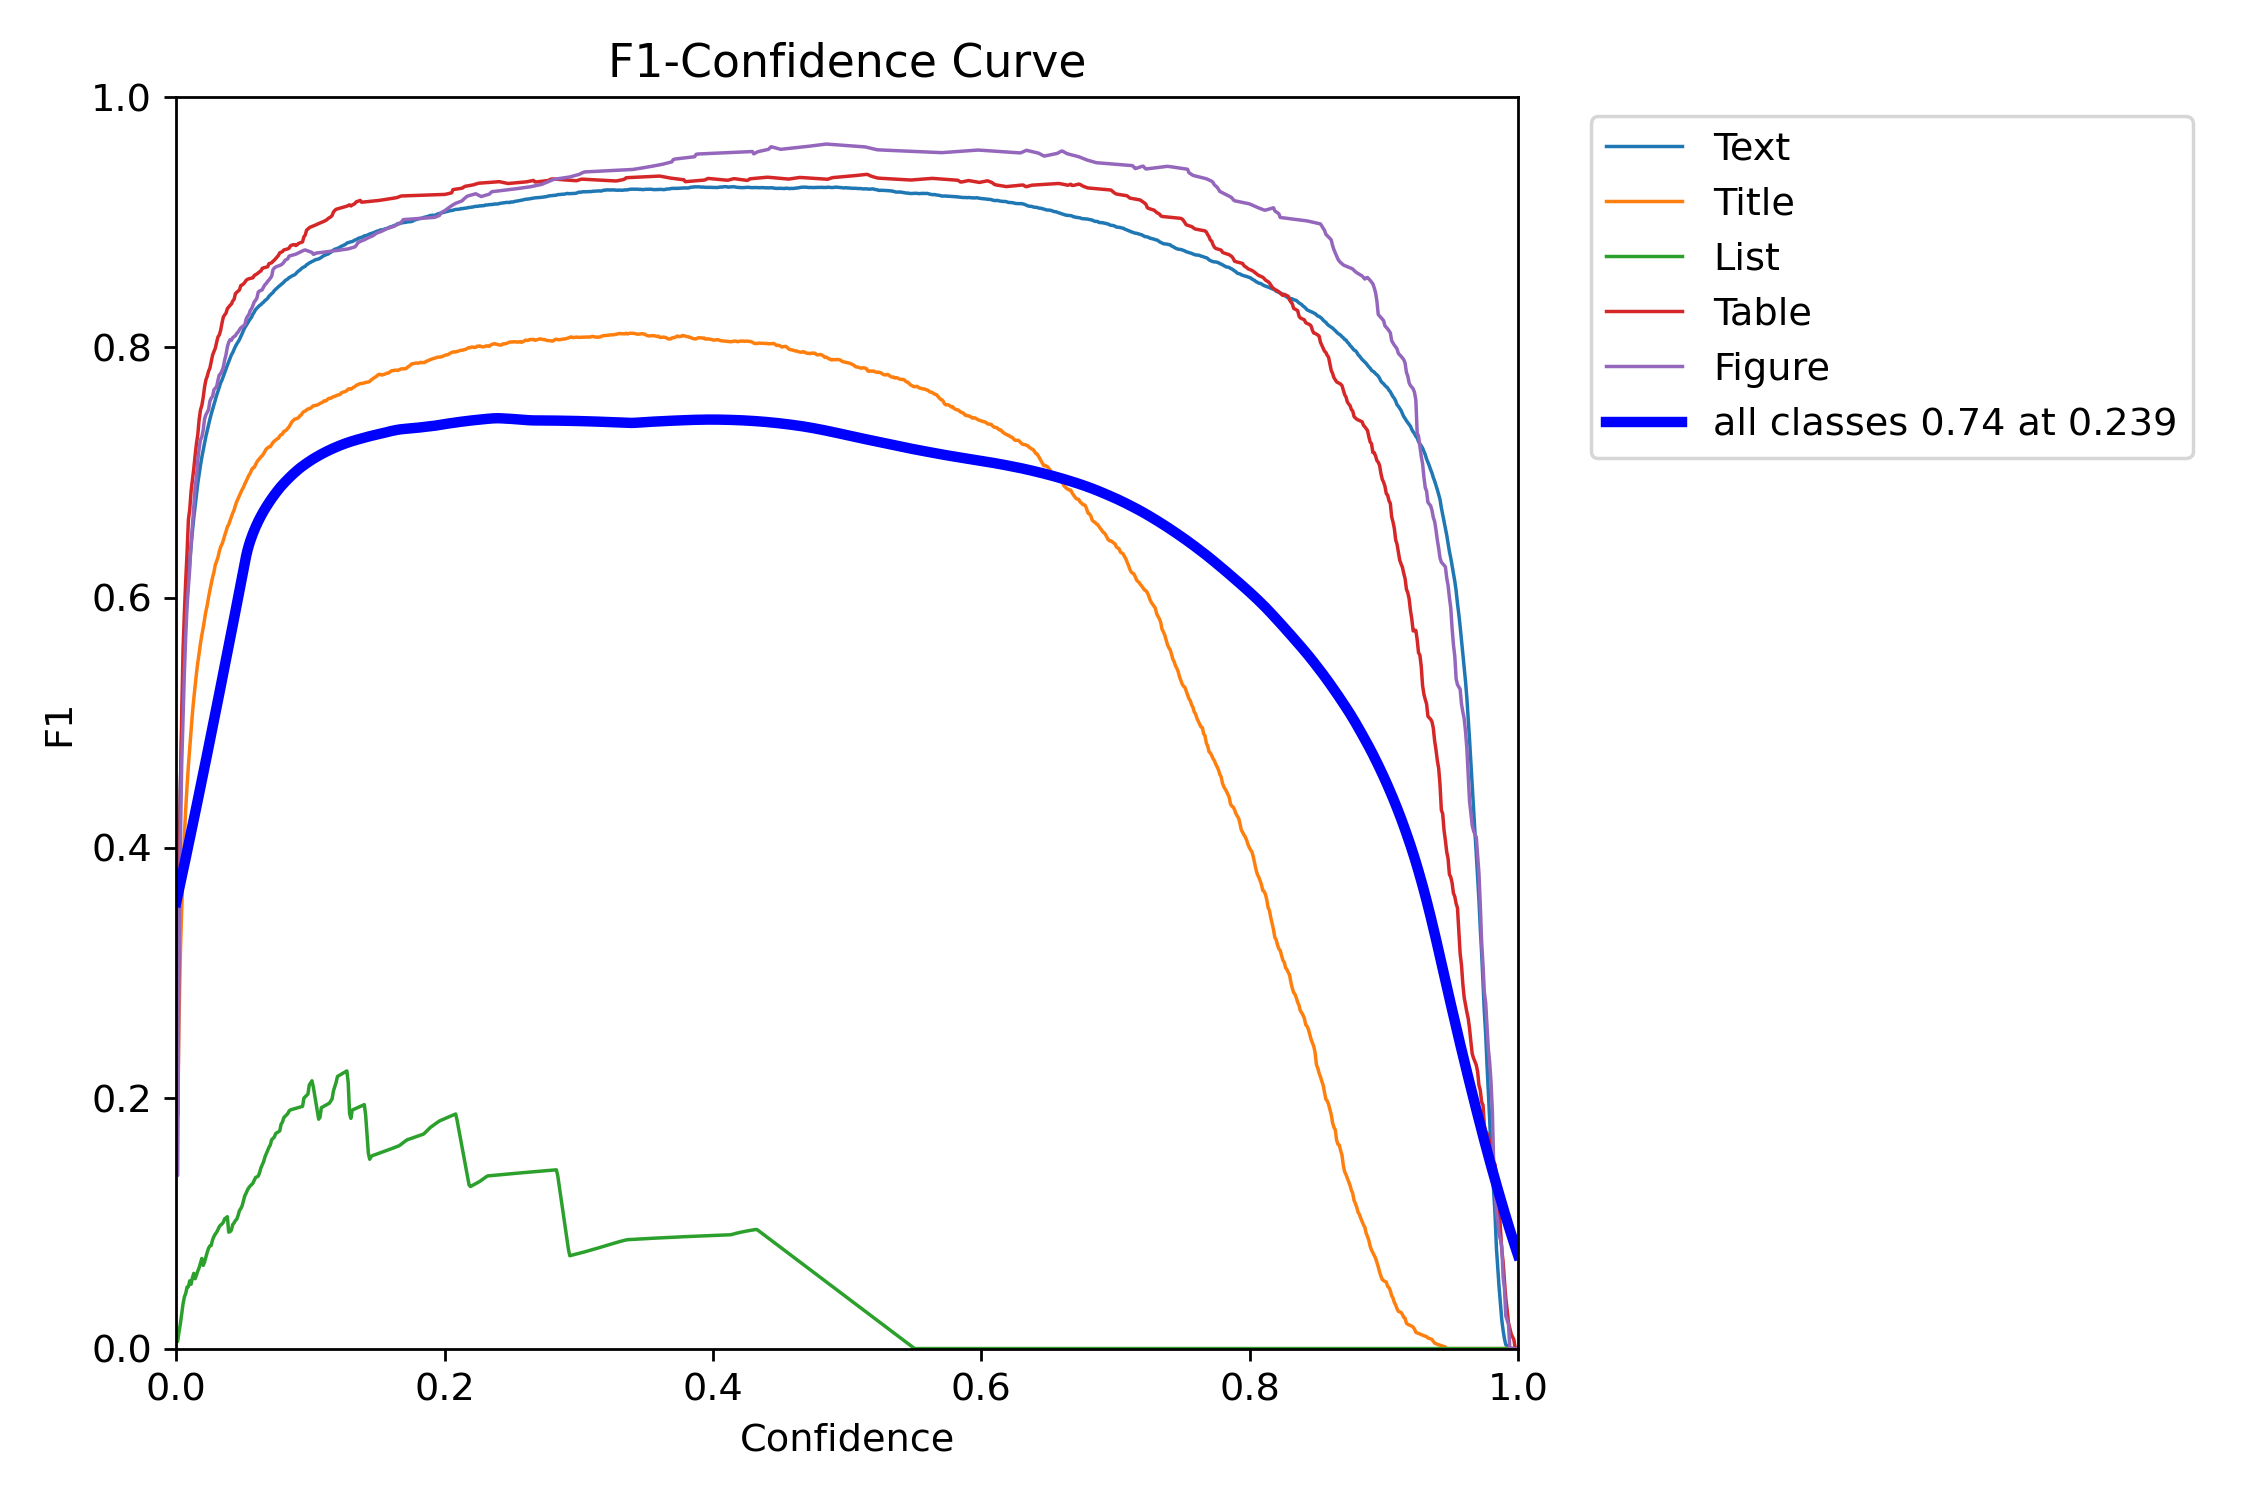 F1-Confidence Curve
1.0
0.8
0.6
0.4
0.2
0.0
F1
0.0 0.2 0.4 0.6 0.8 1.0
Confidence
Text
Title
List
Table
Figure
all classes 0.74 at 0.239